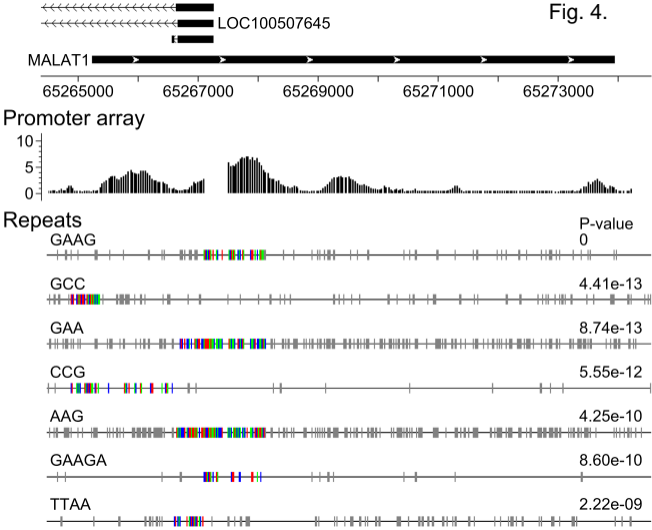 Fig. 4.
LOC100507645
MALAT1
65265000 65267000 65269000 65271000 65273000
Promoter array
10
5
0
Repeats
P-value
GAAG 0
GCC 4.41e-13
GAA 8.74e-13
CCG 5.55e-12
AAG 4.25e-10
GAAGA 8.60e-10
TTAA 2.22e-09